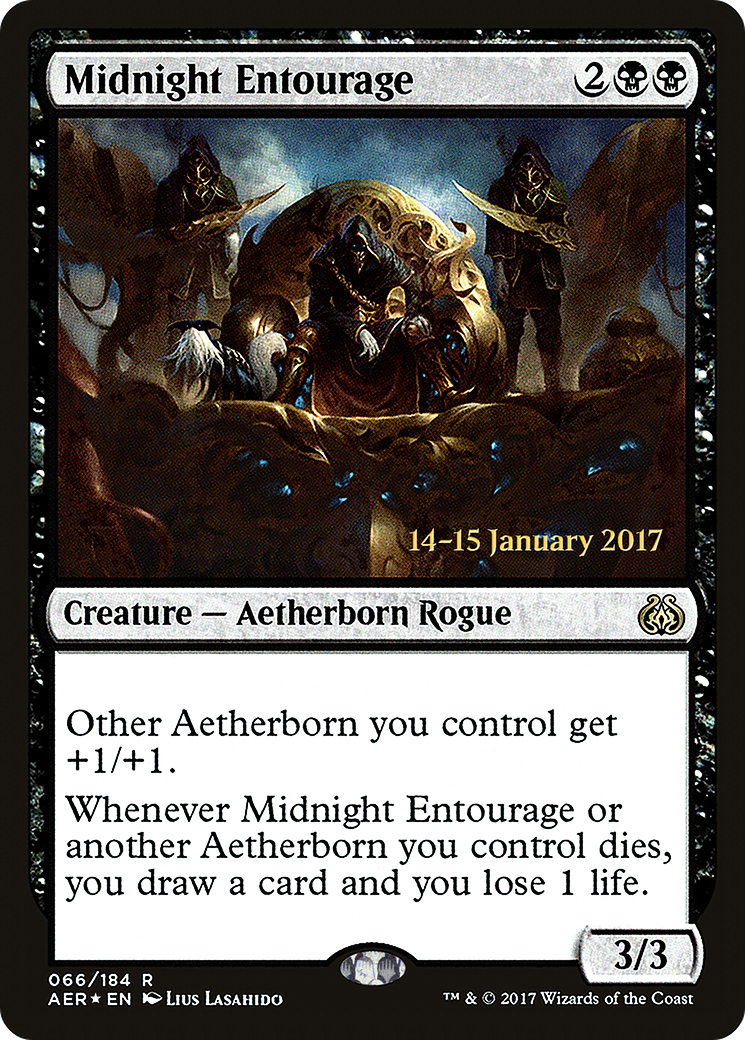 Midnight Entourage 2
14–15 January 2017
Creature — Aetherborn Rogue
Other Aetherborn you control get
+1/+1.
Whenever Midnight Entourage or
another Aetherborn you control dies,
you draw a card and you lose 1 life.
3/3
066/184 R
AER★EN Lius Lasahido
™ & © 2017 Wizards of the Coast